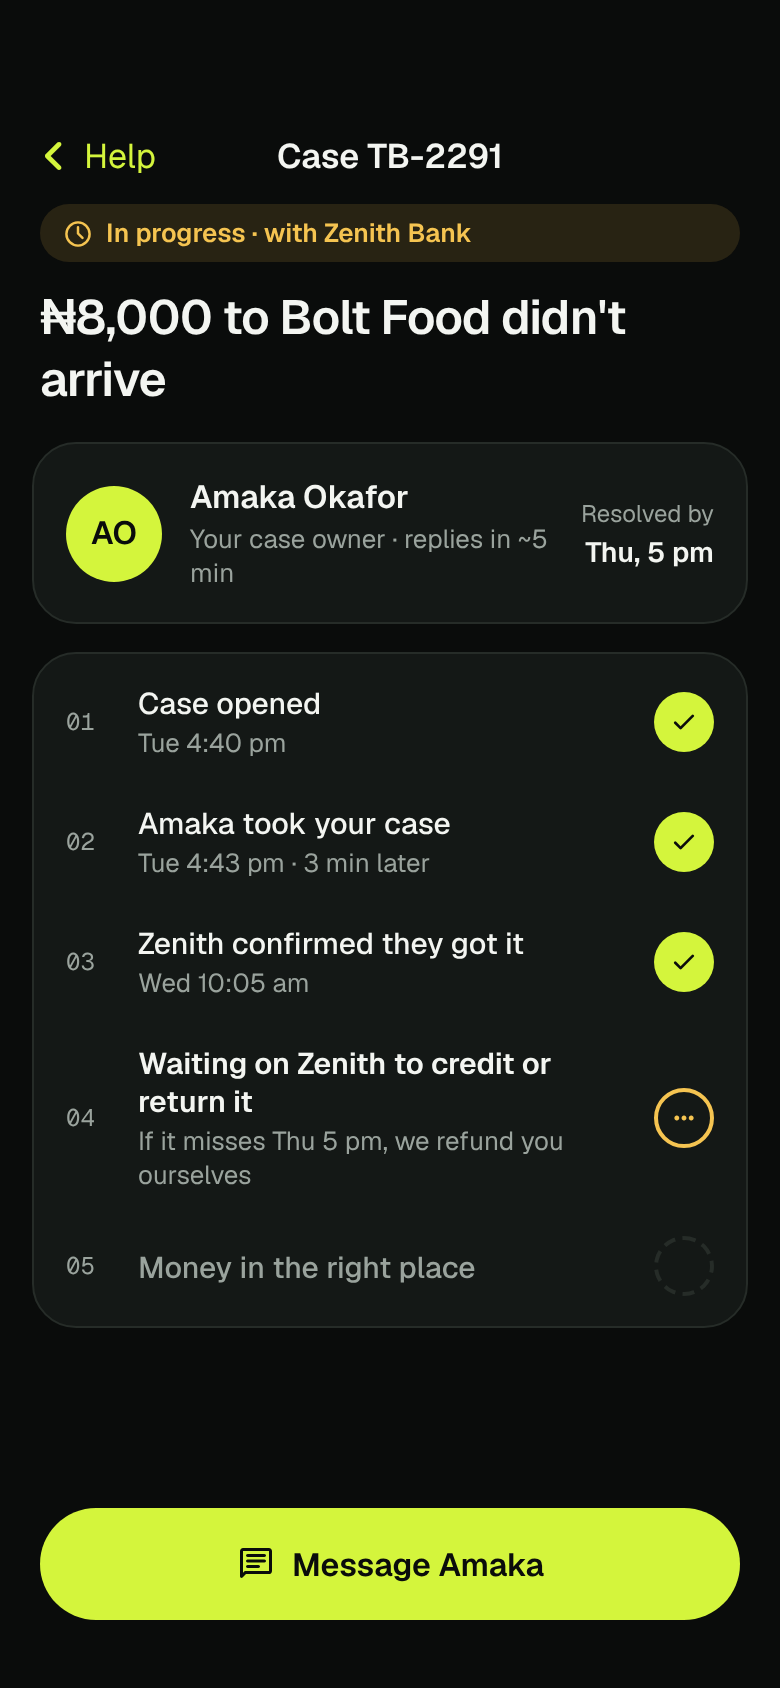 Help
Case TB-2291
In progress · with Zenith Bank
₦8,000 to Bolt Food didn't
arrive
AO
Amaka Okafor
Your case owner · replies in ~5
min
Resolved by
Thu, 5 pm
01
Case opened
Tue 4:40 pm
02
Amaka took your case
Tue 4:43 pm · 3 min later
03
Zenith confirmed they got it
Wed 10:05 am
04
Waiting on Zenith to credit or
return it
If it misses Thu 5 pm, we refund you
ourselves
05
Money in the right place
Message Amaka